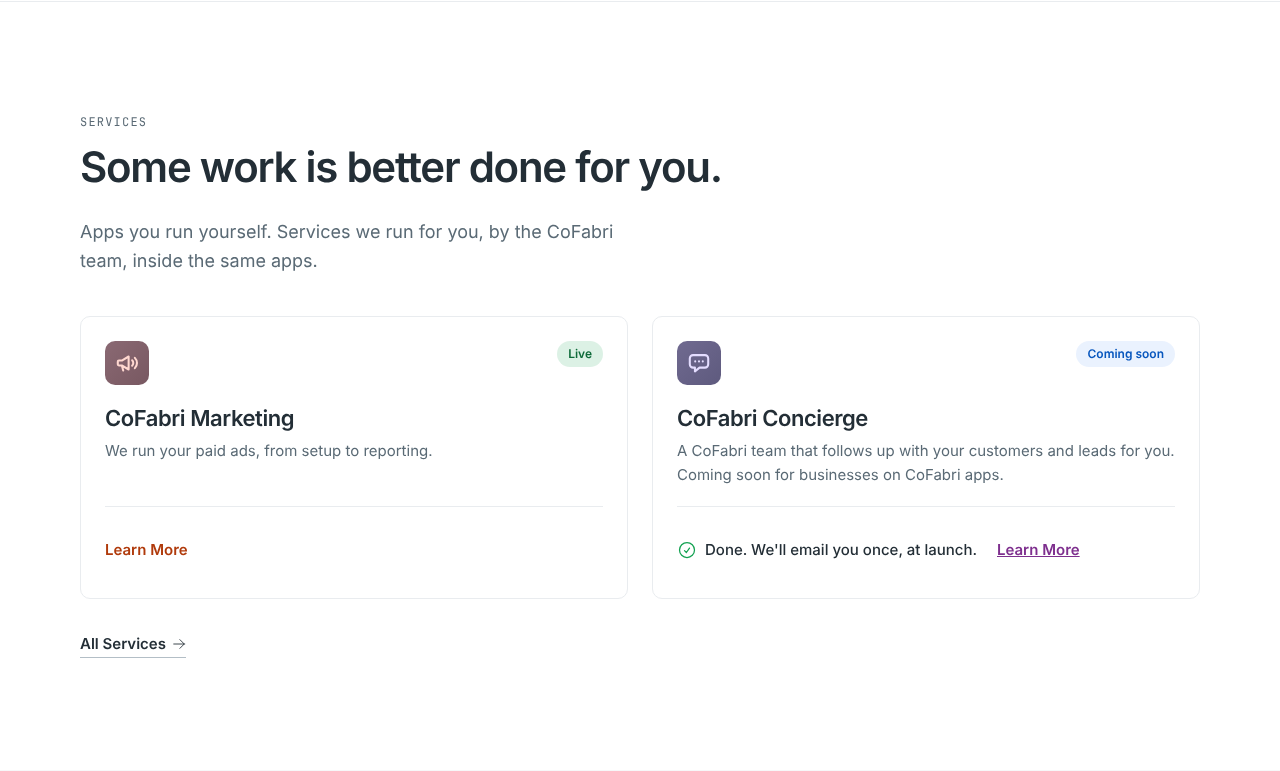 SERVICES
Some work is better done for you.
Apps you run yourself. Services we run for you, by the CoFabri
team, inside the same apps.
Live
CoFabri Marketing
We run your paid ads, from setup to reporting.
Learn More
Coming soon
CoFabri Concierge
A CoFabri team that follows up with your customers and leads for you.
Coming soon for businesses on CoFabri apps.
Done. We'll email you once, at launch. Learn More
All Services →